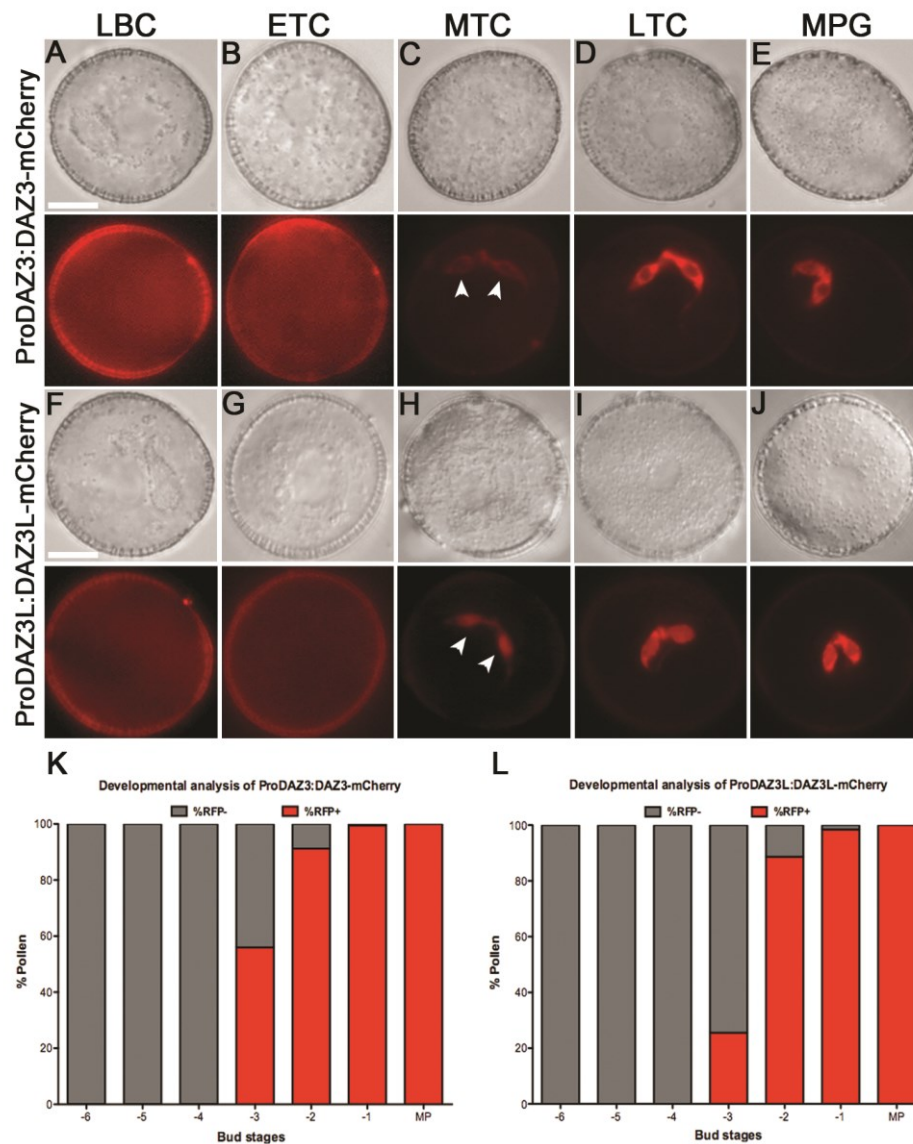 LBC ETC MTC LTC MPG
A B C D E
ProDAZ3:DAZ3-mCherry
F G H I J
ProDAZ3L:DAZ3L-mCherry
K
Developmental analysis of ProDAZ3:DAZ3-mCherry
%RFP- %RFP+
100
80
60
40
20
0
% Pollen
-6 -5 -4 -3 -2 -1 MP
Bud stages
L
Developmental analysis of ProDAZ3L:DAZ3L-mCherry
%RFP- %RFP+
100
80
60
40
20
0
% Pollen
-6 -5 -4 -3 -2 -1 MP
Bud stages